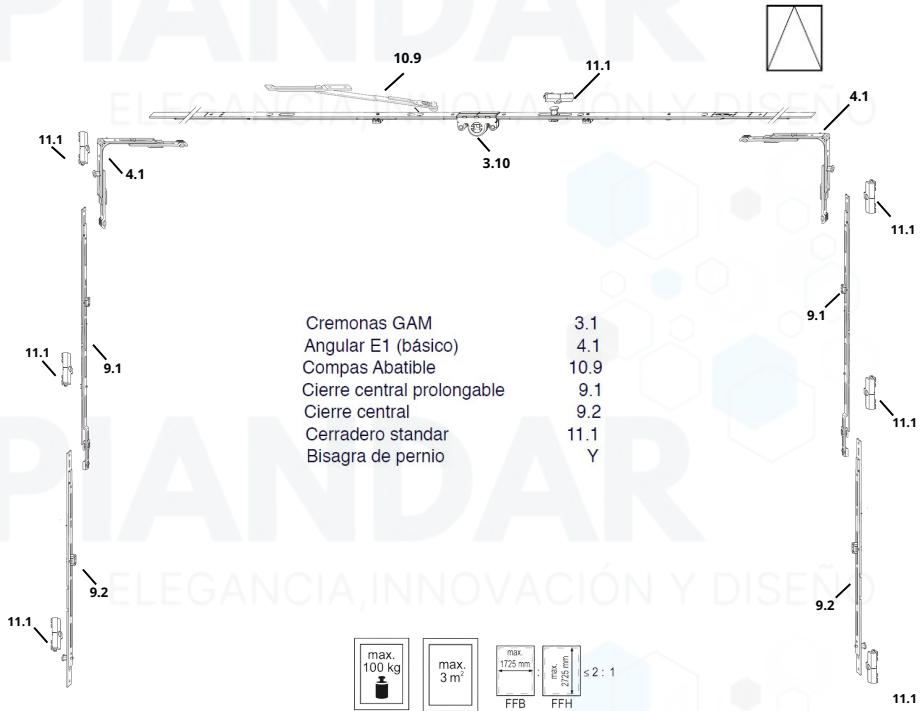 PIANDAR
ELEGANCIA, INNOVACIÓN Y DISEÑO
10.9
11.1
4.1
11.1
4.1
3.10
11.1
9.1
11.1
9.1
11.1
Cremonas GAM 3.1
Angular E1 (básico) 4.1
Compas Abatible 10.9
Cierre central prolongable 9.1
Cierre central 9.2
Cerradero standar 11.1
Bisagra de pernio Y
PIANDAR
ELEGANCIA, INNOVACIÓN Y DISEÑO
9.2
9.2
11.1
max. 100 kg
max. 3 m²
max. 1725 mm
:
max. 2725 mm
≤ 2 : 1
FFB FFH
11.1